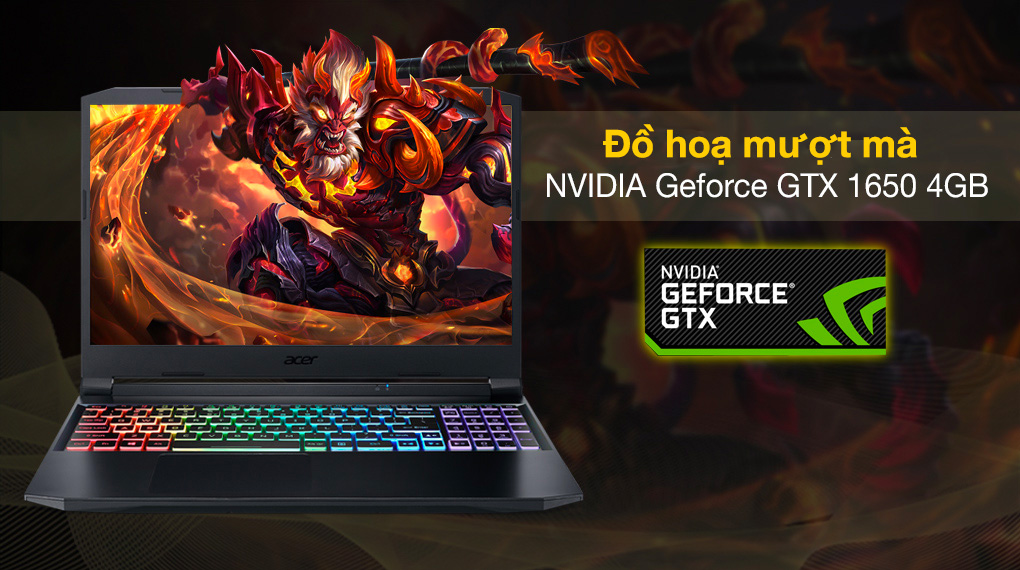 Đồ hoạ mượt mà
NVIDIA Geforce GTX 1650 4GB
NVIDIA®
GEFORCE®
GTX
acer